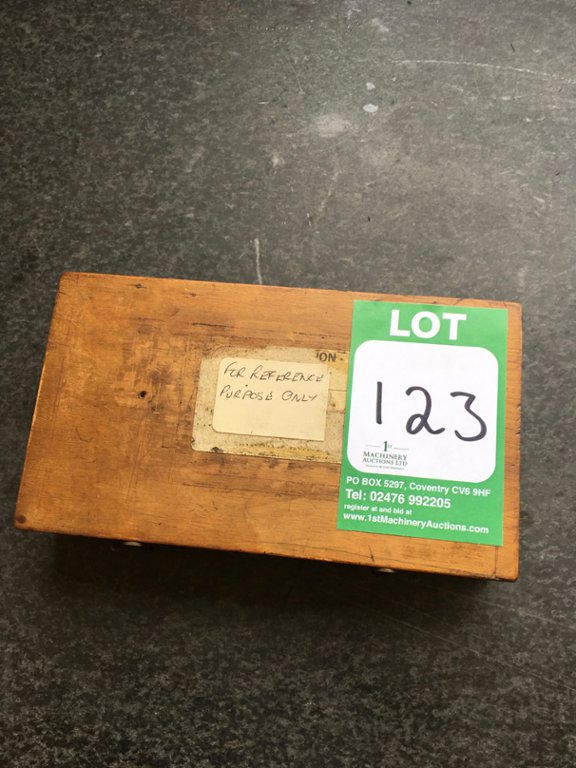 ON -
FOR REFERENCE
PURPOSE ONLY
LOT
123
1ST
MACHINERY
AUCTIONS LTD
PO BOX 5297, Coventry CV6 9HF
Tel: 02476 992205
register at and bid at
www.1stMachineryAuctions.com